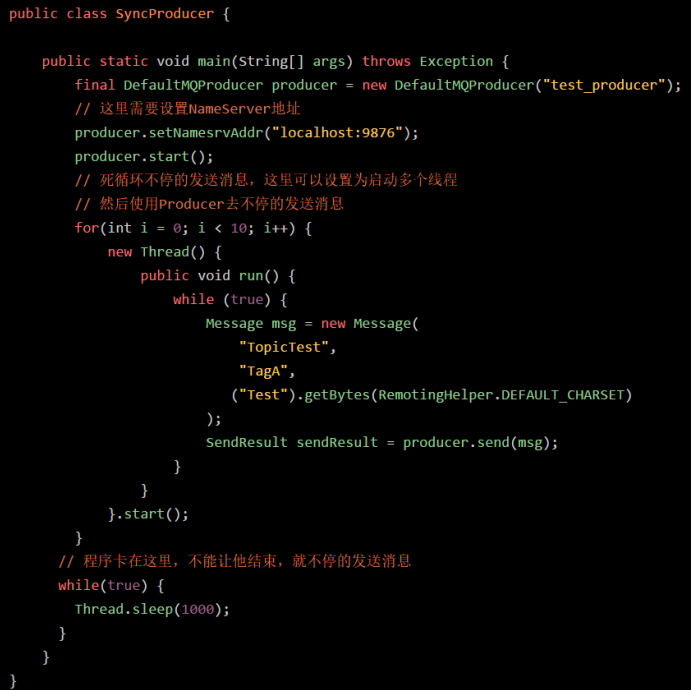 public class SyncProducer {
public static void main(String[] args) throws Exception {
final DefaultMQProducer producer = new DefaultMQProducer("test_producer");
// 这里需要设置NameServer地址
producer.setNamesrvAddr("localhost:9876");
producer.start();
// 死循环不停的发送消息，这里可以设置为启动多个线程
// 然后使用Producer去不停的发送消息
for(int i = 0; i < 10; i++) {
new Thread() {
public void run() {
while (true) {
Message msg = new Message(
"TopicTest",
"TagA",
("Test").getBytes(RemotingHelper.DEFAULT_CHARSET)
);
SendResult sendResult = producer.send(msg);
}
}
}.start();
}
// 程序卡在这里，不能让他结束，就不停的发送消息
while(true) {
Thread.sleep(1000);
}
}
}